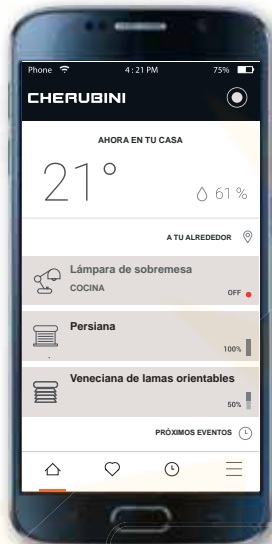 Phone 4:21 PM 75%
CHERUBINI
AHORA EN TU CASA
21° 61 %
A TU ALREDEDOR
Lámpara de sobremesa
COCINA
OFF
Persiana
100%
Veneciana de lamas orientables
50%
PRÓXIMOS EVENTOS